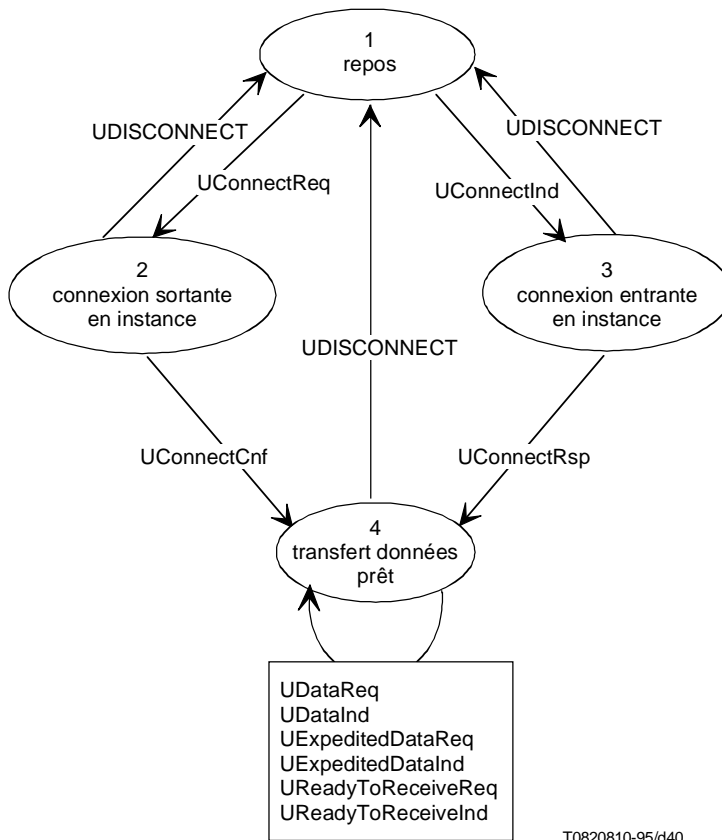 1
repos
UDISCONNECT
UDISCONNECT
UConnectReq
UConnectInd
2
connexion sortante
en instance
3
connexion entrante
en instance
UDISCONNECT
UConnectCnf
UConnectRsp
4
transfert données
prêt
UDataReq
UDataInd
UExpeditedDataReq
UExpeditedDataInd
UReadyToReceiveReq
UReadyToReceiveInd
T0820810-95/d40